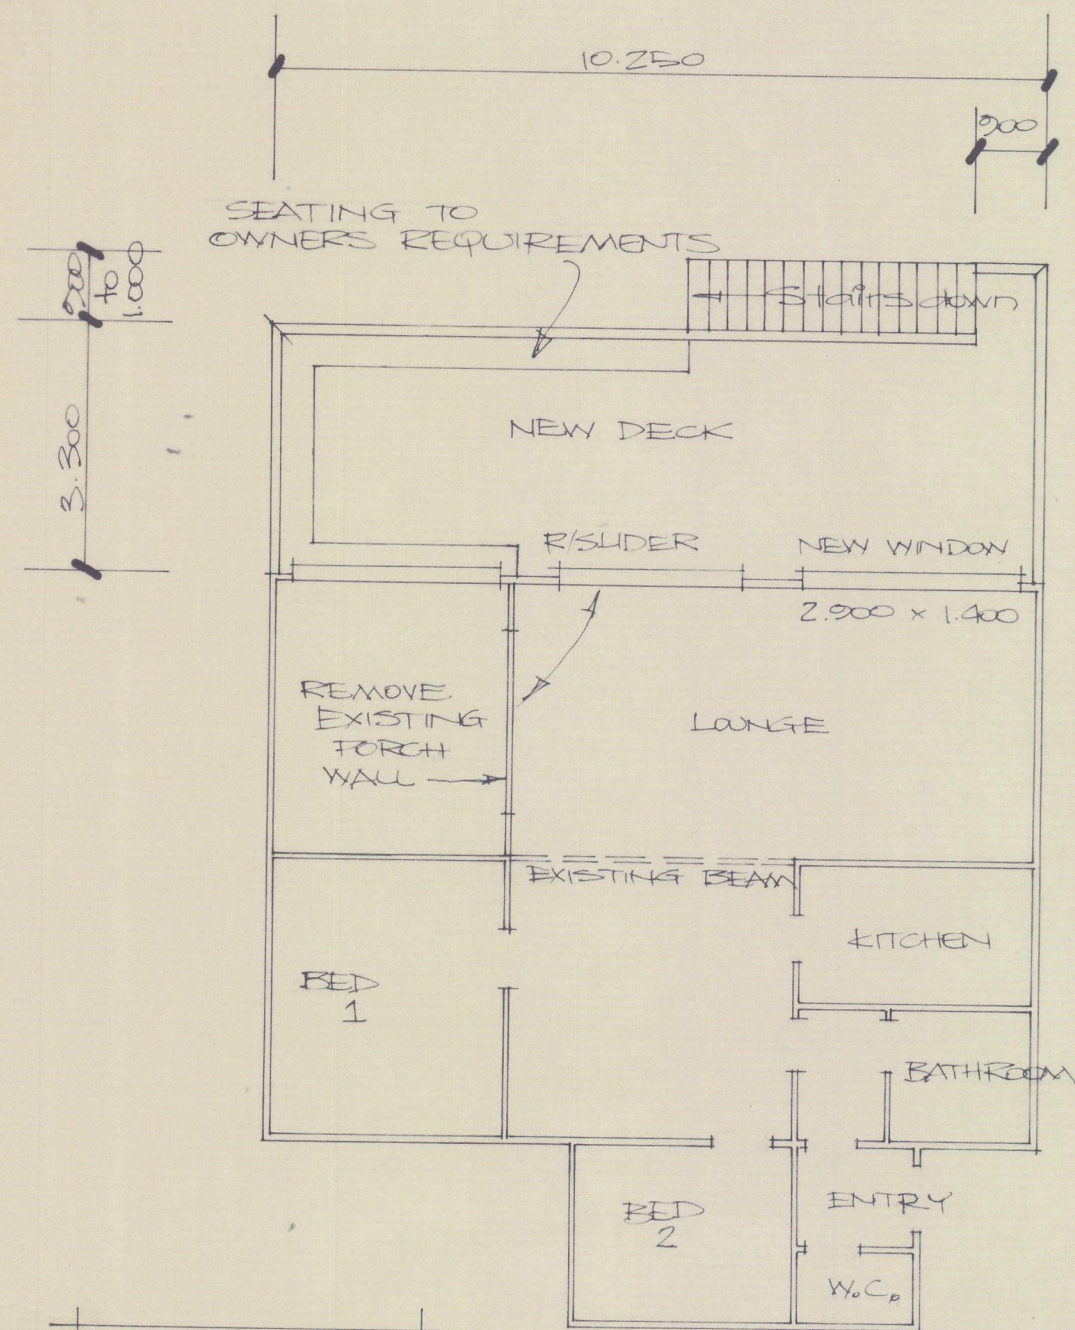 10.250
900
SEATING TO
OWNERS REQUIREMENTS
900
to
1.000
Stairs down
3.300
NEW DECK
R/SLIDER
NEW WINDOW
2.900 x 1.400
REMOVE
EXISTING
PORCH
WALL
LOUNGE
EXISTING BEAM
KITCHEN
BED
1
BATHROOM
BED
2
ENTRY
W.C.